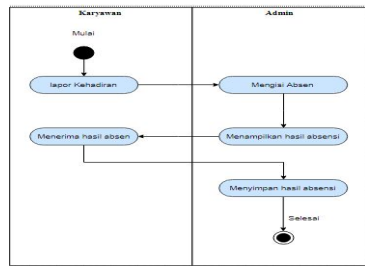 Karyawan
Admin
Mulai
lapor Kehadiran
Mengisi Absen
Menerima hasil absen
Menampilkan hasil absensi
Menyimpan hasil absensi
Selesai